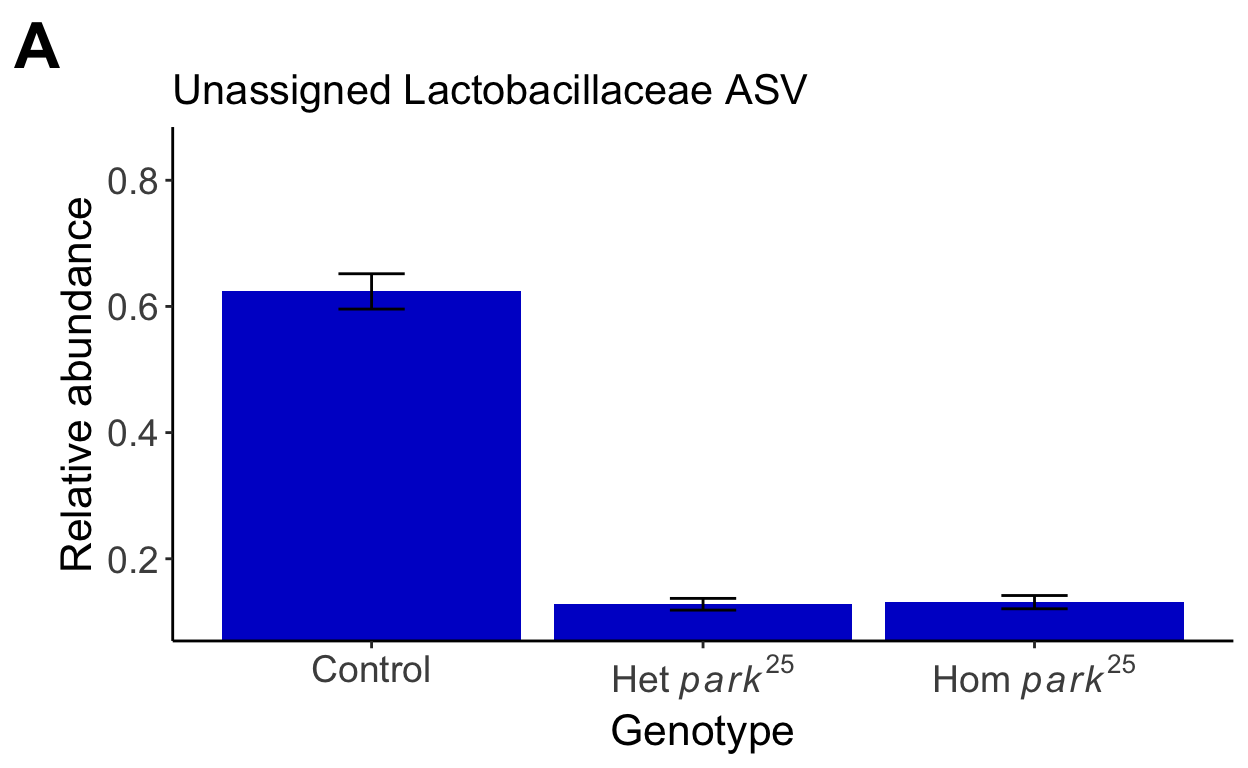 A
Unassigned Lactobacillaceae ASV
Relative abundance
0.8
0.6
0.4
0.2
Control
Het park²⁵
Hom park²⁵
Genotype